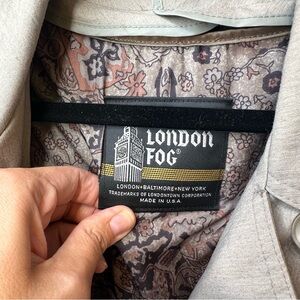 LONDON
FOG®
LONDON•BALTIMORE•NEW YORK
TRADEMARKS OF LONDONTOWN CORPORATION
MADE IN U.S.A